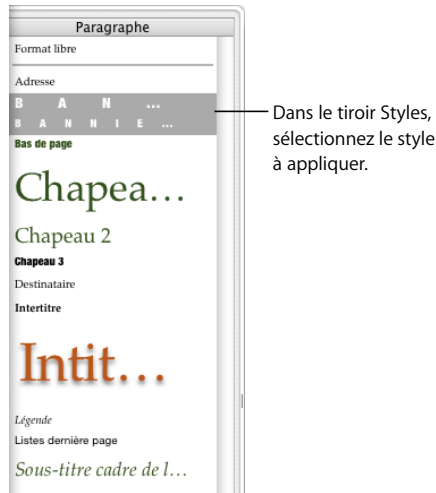 Paragraphe
Format libre
Adresse
B A N ...
B A N N I E ...
Bas de page
Chapea...
Chapeau 2
Chapeau 3
Destinataire
Intertitre
Intit...
Légende
Listes dernière page
Sous-titre cadre de l...
Dans le tiroir Styles,
sélectionnez le style
à appliquer.